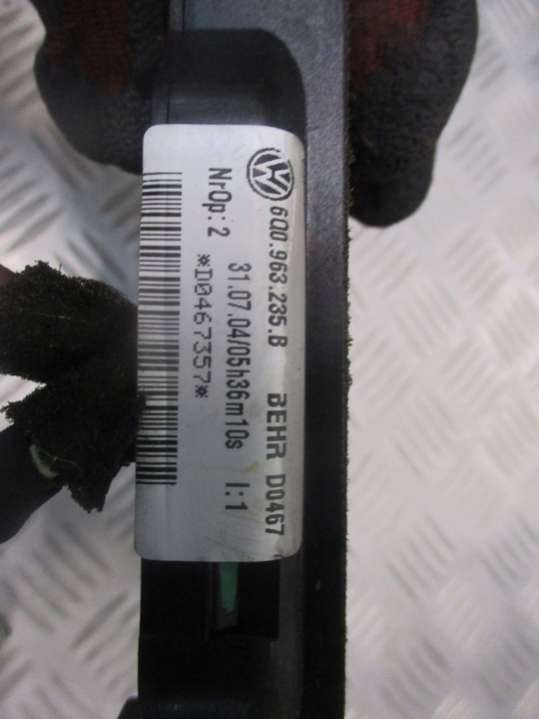 6Q0.963.235.B BEHR D0467
NrOp: 2 31.07.04/05h36m10s I:1
*D0467357*